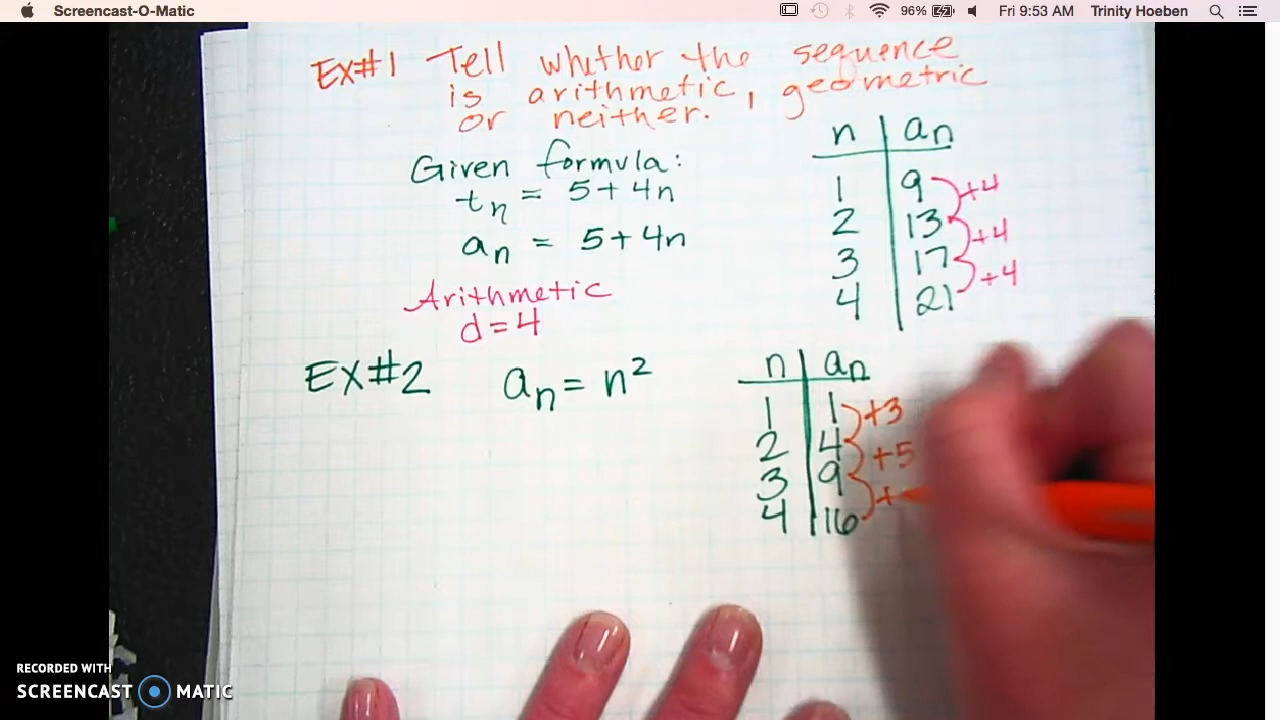 Screencast-O-Matic 96% Fri 9:53 AM Trinity Hoeben
Ex#1 Tell whether the sequence
is arithmetic, geometric
or neither.
Given formula:
tn = 5+4n
an = 5+4n
Arithmetic
d=4
n an
1 9
2 13
3 17
4 21
+4
+4
+4
EX#2 an = n²
n an
1 1
2 4
3 9
4 16
+3
+5
+
RECORDED WITH
SCREENCAST MATIC